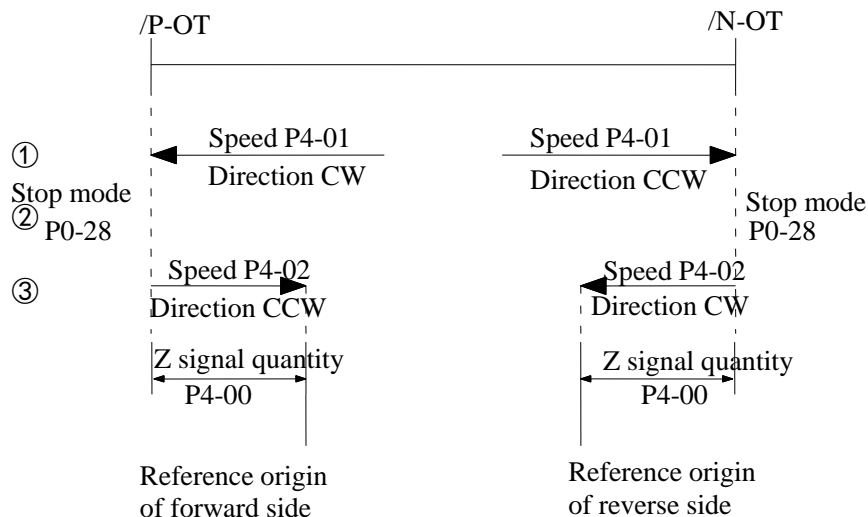 /P-OT
/N-OT
① Speed P4-01 Speed P4-01
Direction CW Direction CCW
Stop mode Stop mode
② P0-28 P0-28
③ Speed P4-02 Speed P4-02
Direction CCW Direction CW
Z signal quantity Z signal quantity
P4-00 P4-00
Reference origin
of forward side
Reference origin
of reverse side